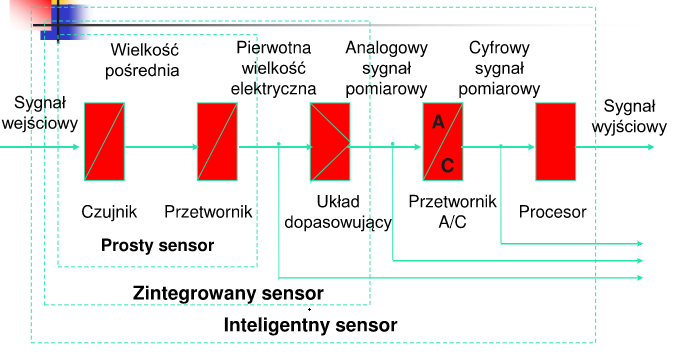 Wielkość
pośrednia
Pierwotna
wielkość
elektryczna
Analogowy
sygnał
pomiarowy
Cyfrowy
sygnał
pomiarowy
Sygnał
wejściowy
A
C
Sygnał
wyjściowy
Czujnik
Przetwornik
Układ
dopasowujący
Przetwornik
A/C
Procesor
Prosty sensor
Zintegrowany sensor
Inteligentny sensor